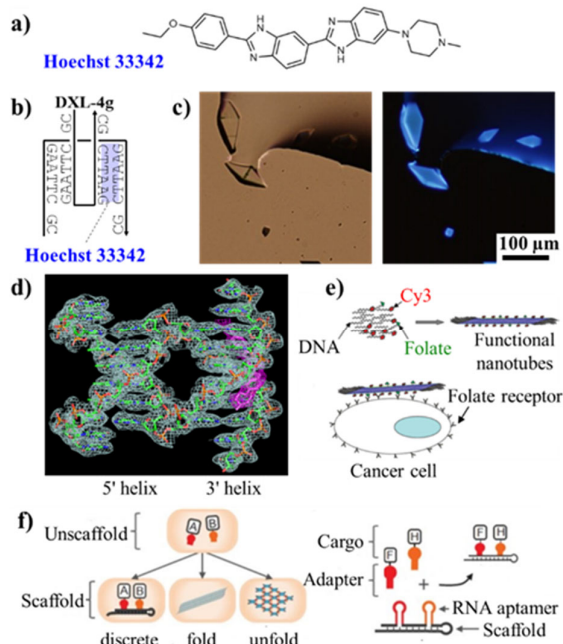 a)
H
N
O
N
N
H
N
N
N
Hoechst 33342
b)
DXL-4g
GC
CG
GAATTC
GAATTC
CTTAAG
CTTAAG
GC
CG
Hoechst 33342
c)
100 µm
d)
5' helix
3' helix
e)
Cy3
DNA
Folate
Functional
nanotubes
Folate receptor
Cancer cell
f)
Unscaffold
A B
Scaffold
A B
discrete fold unfold
Cargo
F H
Adapter
+
F H
RNA aptamer
Scaffold